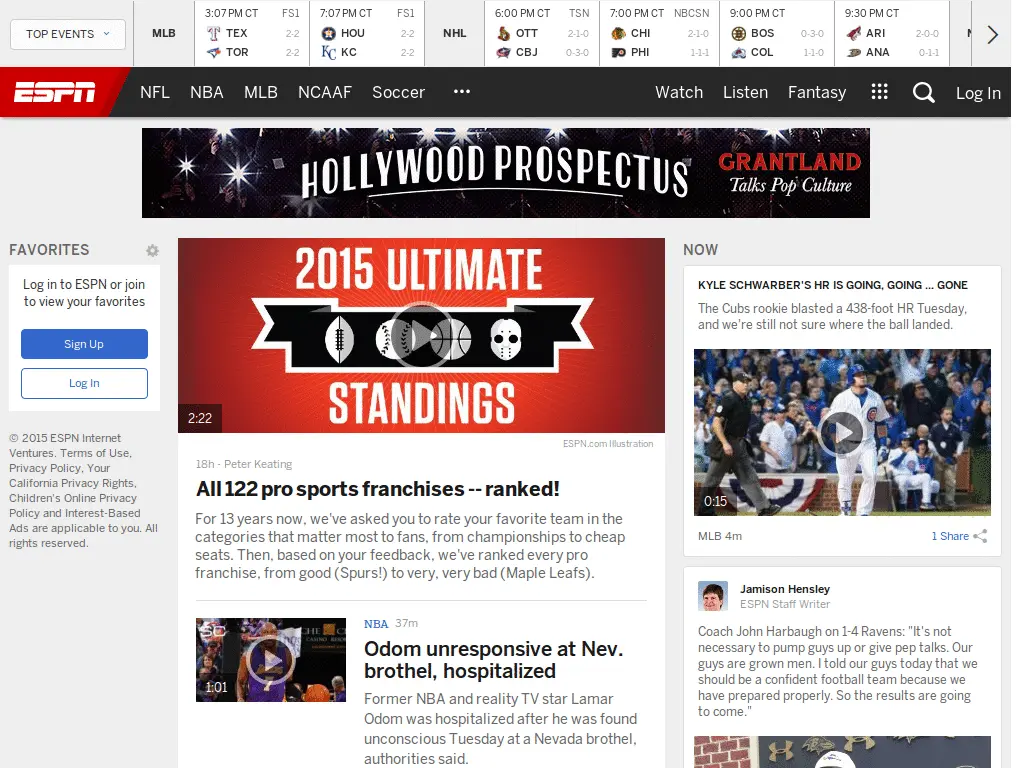 TOP EVENTS
MLB
3:07 PM CT FS1
TEX 2-2
TOR 2-2
7:07 PM CT FS1
HOU 2-2
KC 2-2
NHL
6:00 PM CT TSN
OTT 2-1-0
CBJ 0-3-0
7:00 PM CT NBCSN
CHI 2-1-0
PHI 1-1-1
9:00 PM CT
BOS 0-3-0
COL 1-1-0
9:30 PM CT
ARI 2-0-0
ANA 0-1-1
ESPN
NFL NBA MLB NCAAF Soccer ••• Watch Listen Fantasy Log In
HOLLYWOOD PROSPECTUS
GRANTLAND
Talks Pop Culture
FAVORITES
Log in to ESPN or join
to view your favorites
Sign Up
Log In
© 2015 ESPN Internet
Ventures. Terms of Use,
Privacy Policy, Your
California Privacy Rights,
Children's Online Privacy
Policy and Interest-Based
Ads are applicable to you. All
rights reserved.
2015 ULTIMATE
STANDINGS
2:22
ESPN.com Illustration
18h - Peter Keating
All 122 pro sports franchises -- ranked!
For 13 years now, we've asked you to rate your favorite team in the
categories that matter most to fans, from championships to cheap
seats. Then, based on your feedback, we've ranked every pro
franchise, from good (Spurs!) to very, very bad (Maple Leafs).
SC
1:01
NBA 37m
Odom unresponsive at Nev.
brothel, hospitalized
Former NBA and reality TV star Lamar
Odom was hospitalized after he was found
unconscious Tuesday at a Nevada brothel,
authorities said.
NOW
KYLE SCHWARBER'S HR IS GOING, GOING ... GONE
The Cubs rookie blasted a 438-foot HR Tuesday,
and we're still not sure where the ball landed.
0:15
MLB 4m
1 Share
Jamison Hensley
ESPN Staff Writer
Coach John Harbaugh on 1-4 Ravens: "It's not
necessary to pump guys up or give pep talks. Our
guys are grown men. I told our guys today that we
should be a confident football team because we
have prepared properly. So the results are going
to come."